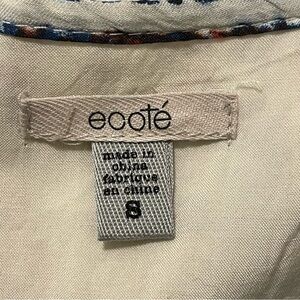 ecoté
made in
china
fabriqué
en chine
S